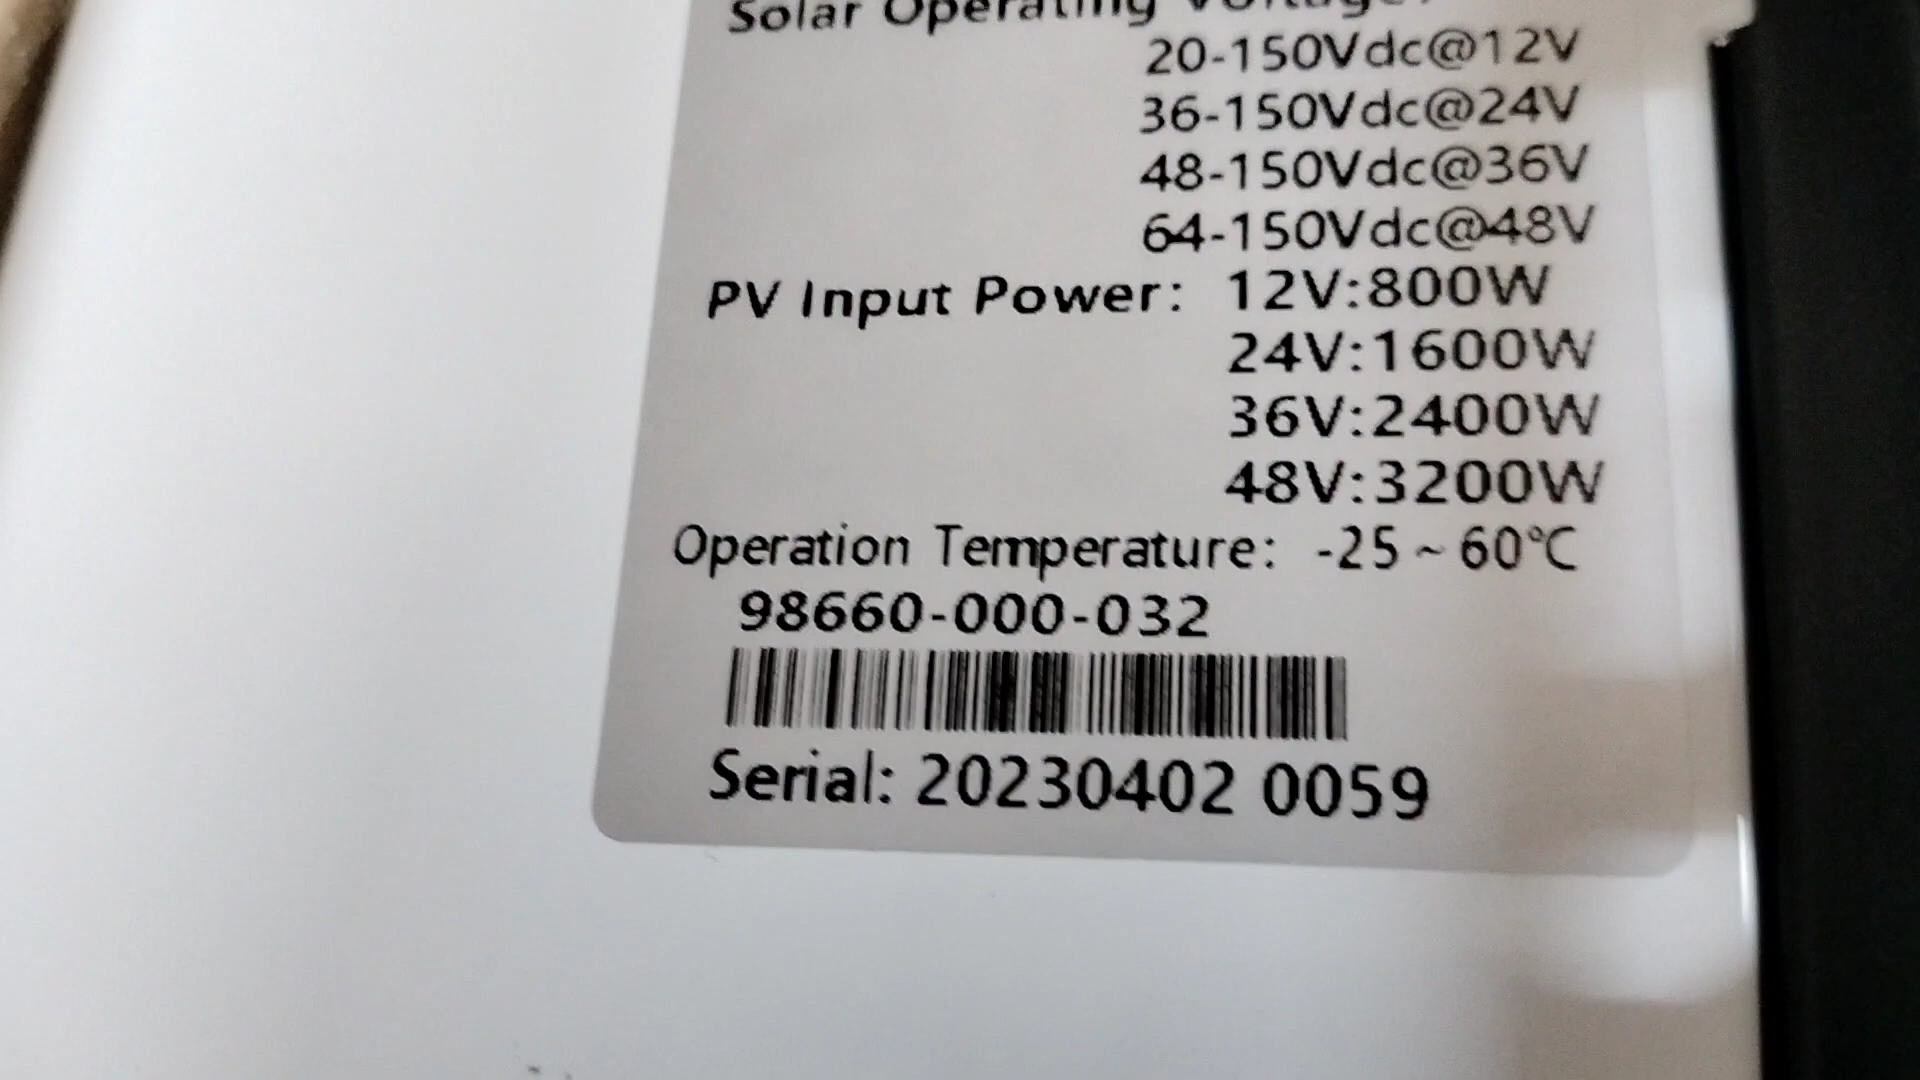 Solar Operating Voltage:
20-150Vdc@12V
36-150Vdc@24V
48-150Vdc@36V
64-150Vdc@48V
PV Input Power: 12V:800W
24V:1600W
36V:2400W
48V:3200W
Operation Temperature: -25 ~ 60℃
98660-000-032
Serial: 20230402 0059